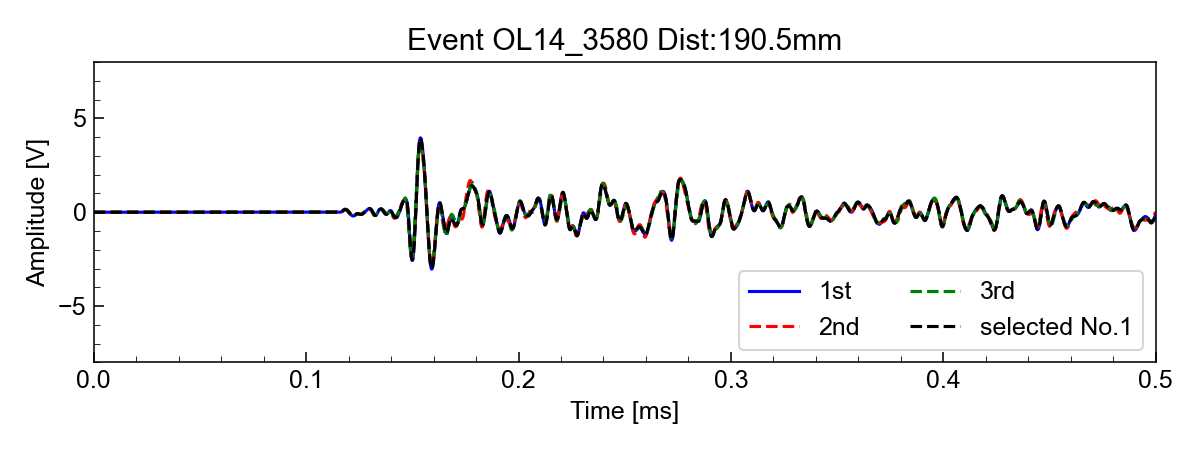 Event OL14_3580 Dist:190.5mm
Amplitude [V]
5
0
−5
1st
2nd
3rd
selected No.1
0.0
0.1
0.2
0.3
0.4
0.5
Time [ms]